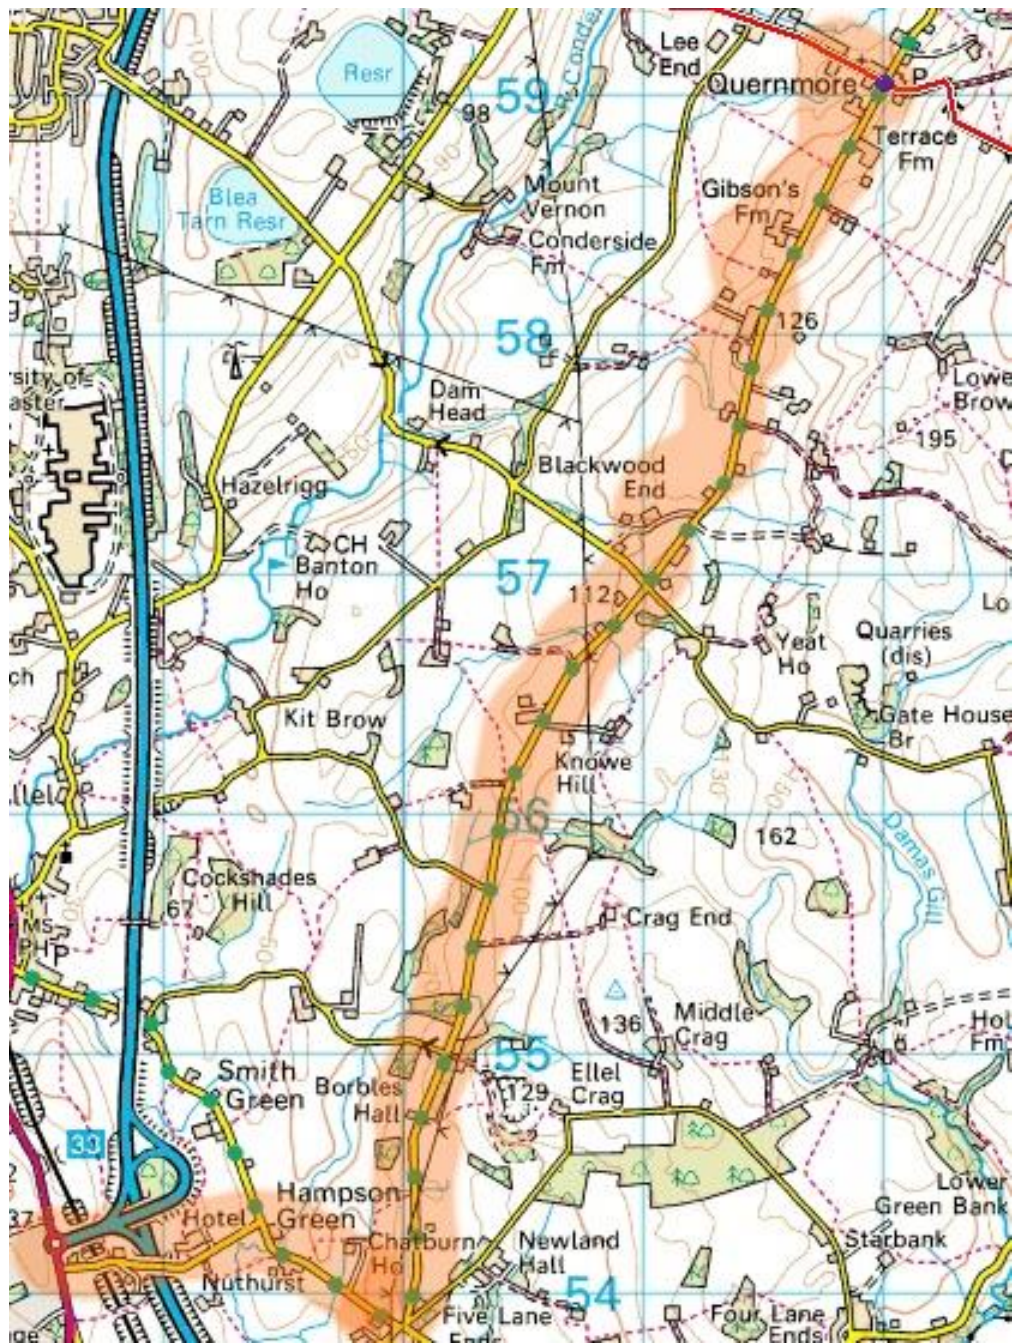 Lee
End
Resr
59
98
Quernmore
P
Terrace
Fm
Mount
Vernon
Gibson's
Fm
Blea
Tarn Resr
Conderside
Fm
58
126
Dam
Head
195
Blackwood
End
Hazelrigg
CH
Banton
Ho
57
112
Yeat
Ho
Quarries
(dis)
Kit Brow
Gate House
Br
Knowe
Hill
56
162
Damas Gill
Cockshades
Hill
67
Crag End
MS
PH
P
136
Middle
Crag
55
Smith
Green
Borbles
Hall
129
Ellel
Crag
33
Hampson
Green
Hotel
Lower
Green Bank
Chatburn
Ho
Newland
Hall
Starbank
Nuthurst
54
Five Lane
Ends
Four Lane
Ends